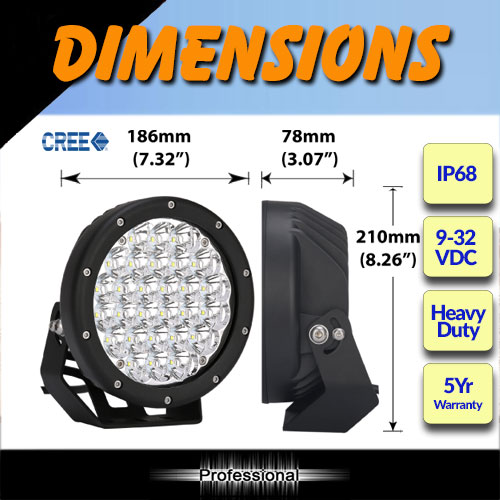 DIMENSIONS
CREE
186mm
(7.32”)
78mm
(3.07”)
210mm
(8.26”)
IP68
9-32
VDC
Heavy
Duty
5Yr
Warranty
Professional